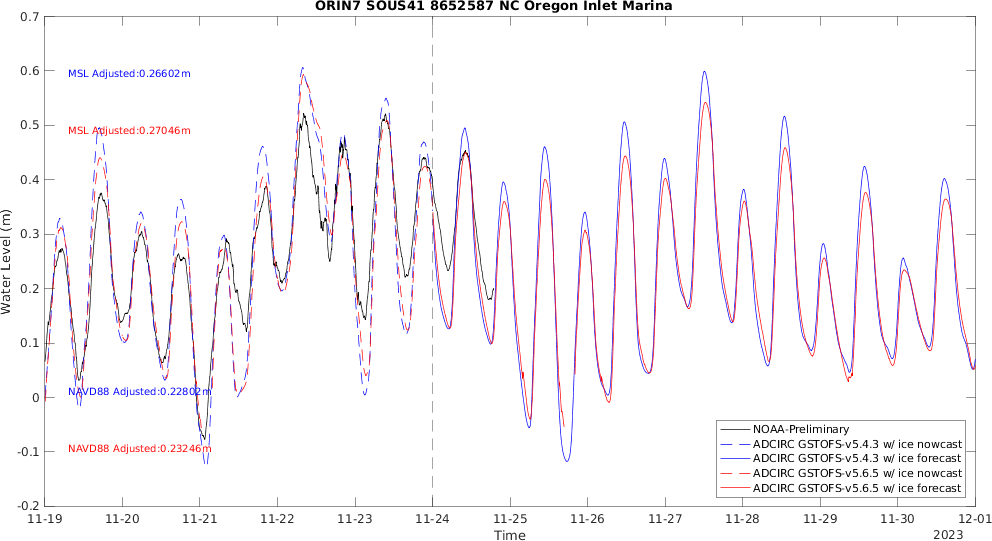 ORIN7 SOUS41 8652587 NC Oregon Inlet Marina
0.7
0.6
0.5
0.4
0.3
0.2
0.1
0
-0.1
-0.2
Water Level (m)
MSL Adjusted:0.26602m
MSL Adjusted:0.27046m
NAVD88 Adjusted:0.22802m
NAVD88 Adjusted:0.23246m
NOAA-Preliminary
ADCIRC GSTOFS-v5.4.3 w/ ice nowcast
ADCIRC GSTOFS-v5.4.3 w/ ice forecast
ADCIRC GSTOFS-v5.6.5 w/ ice nowcast
ADCIRC GSTOFS-v5.6.5 w/ ice forecast
11-19 11-20 11-21 11-22 11-23 11-24 11-25 11-26 11-27 11-28 11-29 11-30 12-01
Time
2023